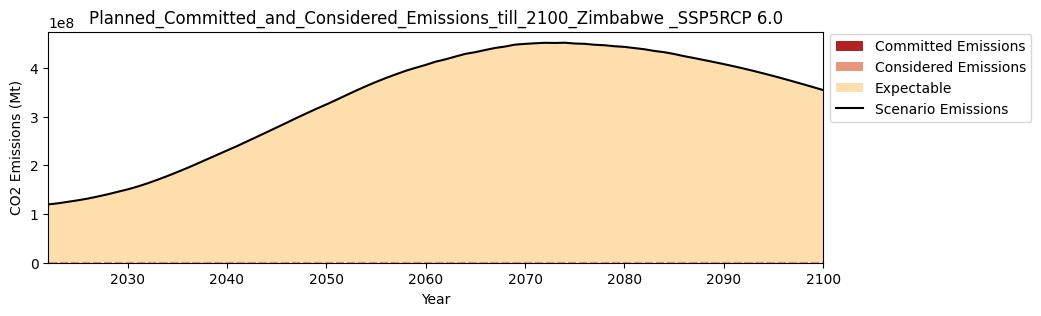 Planned_Committed_and_Considered_Emissions_till_2100_Zimbabwe _SSP5RCP 6.0
1e8
4
3
2
1
0
CO2 Emissions (Mt)
2030 2040 2050 2060 2070 2080 2090 2100
Year
Committed Emissions
Considered Emissions
Expectable
Scenario Emissions